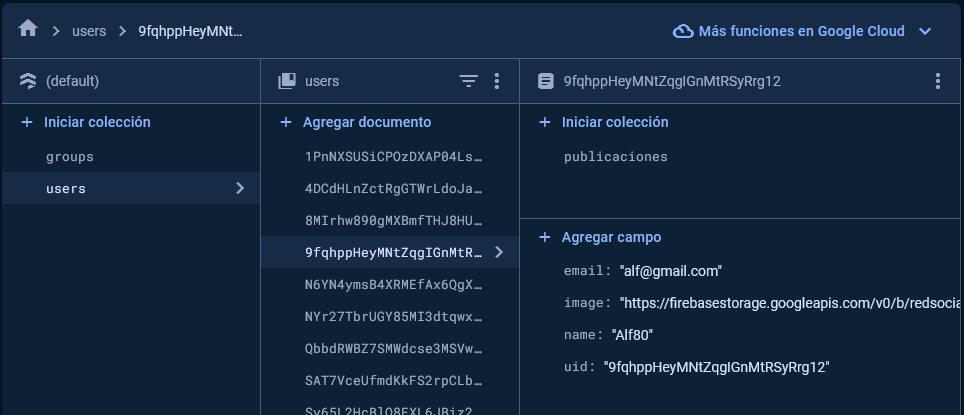 users
9fqhppHeyMNt…
Más funciones en Google Cloud
(default)
users
9fqhppHeyMNtZqgIGnMtRSyRrg12
Iniciar colección
Agregar documento
Iniciar colección
groups
users
1PnNXSUSiCPOzDXAP04Ls…
4DCdHLnZctRgGTWrLdoJa…
8MIrhw890gMXBmfTHJ8HU…
9fqhppHeyMNtZqgIGnMtR…
N6YN4ymsB4XRMEfAx6QgX…
NYr27TbrUGY85MI3dtqwx…
QbbdRWBZ7SMWdcse3MSVw…
SAT7VceUfmdKkFS2rpCLb…
Sv65L2HcBlO8EXL6JBiz2
publicaciones
Agregar campo
email: "alf@gmail.com"
image: "https://firebasestorage.googleapis.com/v0/b/redsocia
name: "Alf80"
uid: "9fqhppHeyMNtZqgIGnMtRSyRrg12"